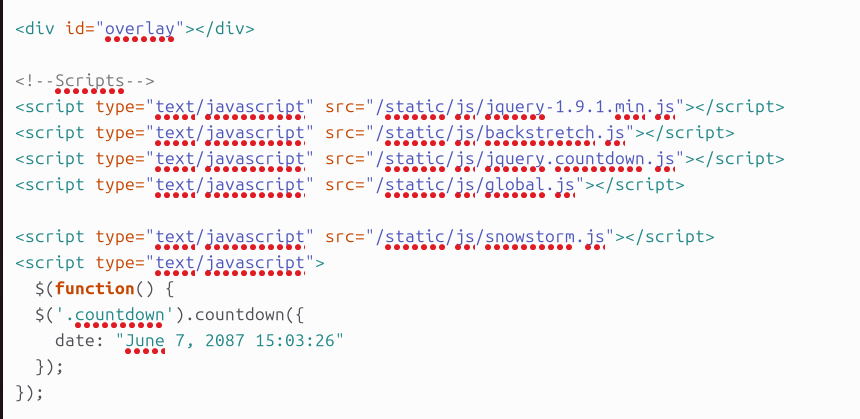 <div id="overlay"></div>
<!--Scripts-->
<script type="text/javascript" src="/static/js/jquery-1.9.1.min.js"></script>
<script type="text/javascript" src="/static/js/backstretch.js"></script>
<script type="text/javascript" src="/static/js/jquery.countdown.js"></script>
<script type="text/javascript" src="/static/js/global.js"></script>
<script type="text/javascript" src="/static/js/snowstorm.js"></script>
<script type="text/javascript">
$(function() {
$('.countdown').countdown({
date: "June 7, 2087 15:03:26"
});
});